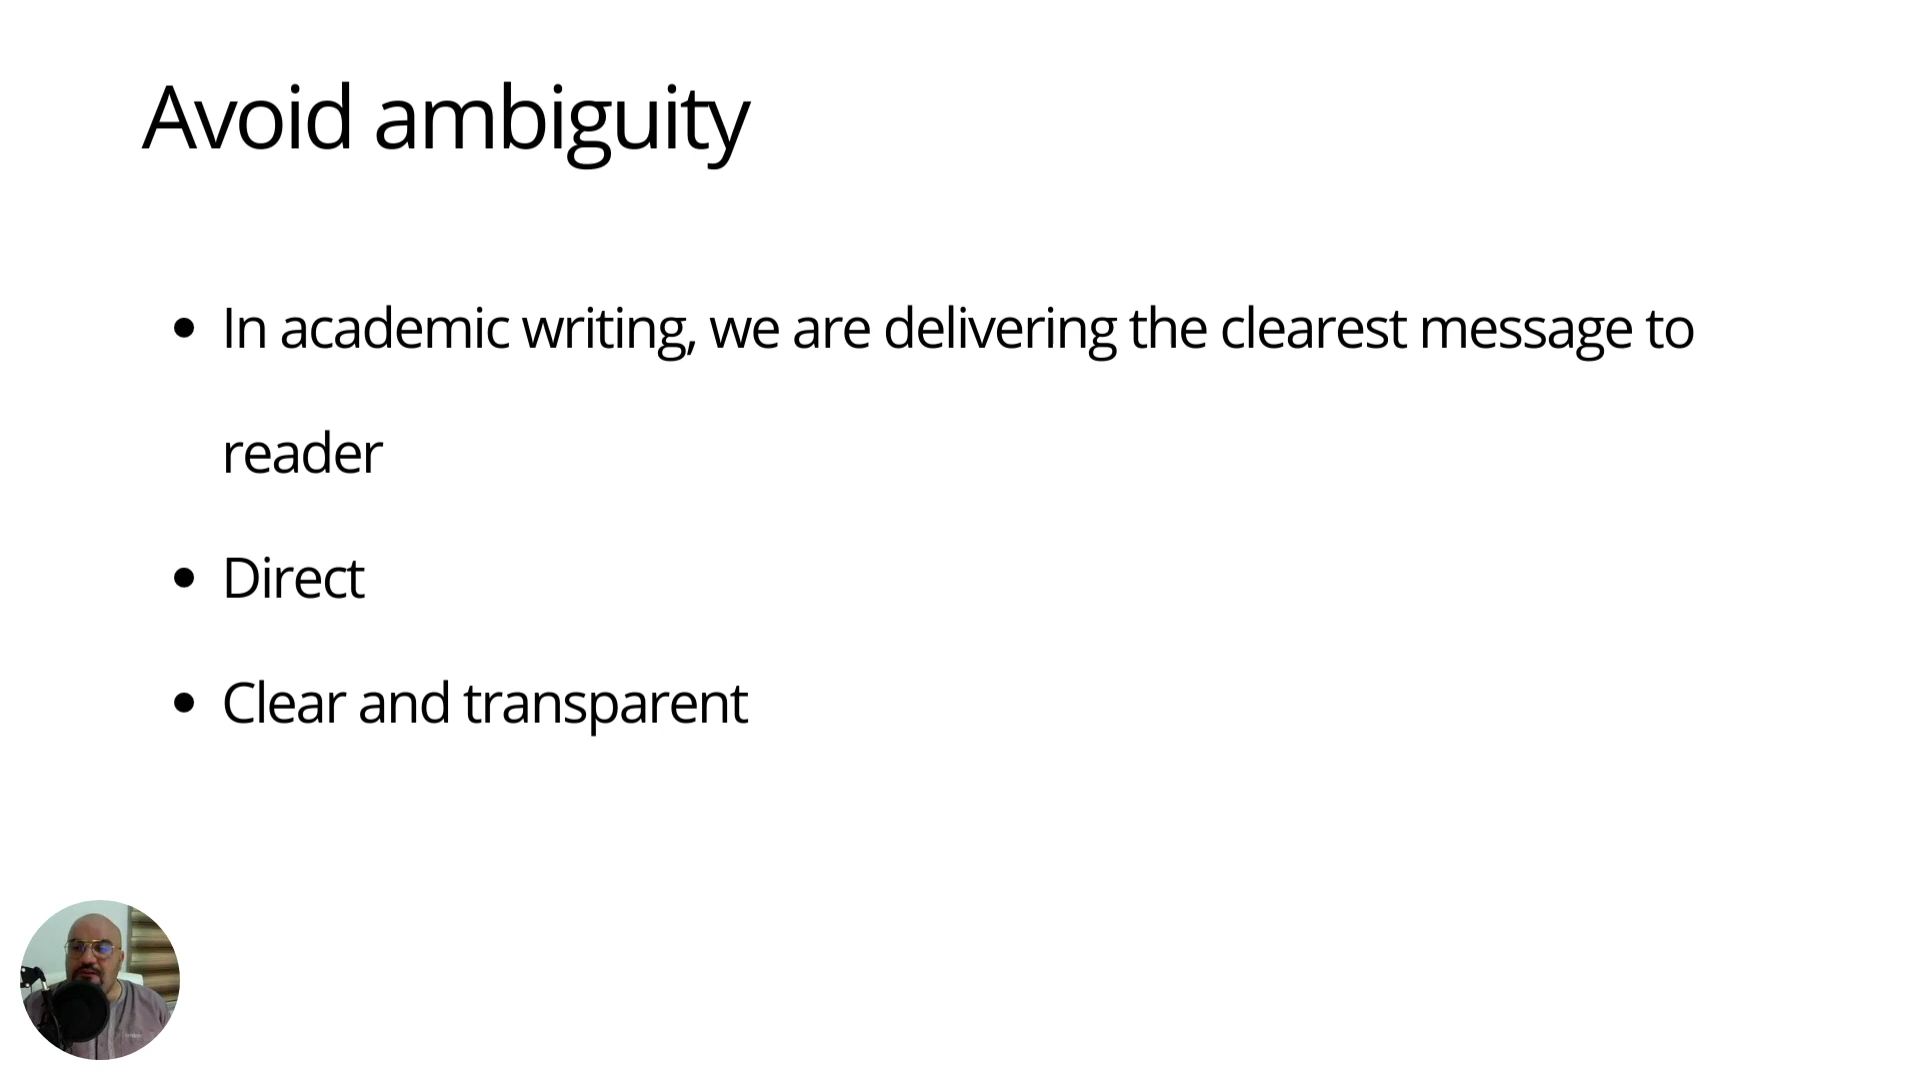 Avoid ambiguity
• In academic writing, we are delivering the clearest message to
reader
• Direct
• Clear and transparent